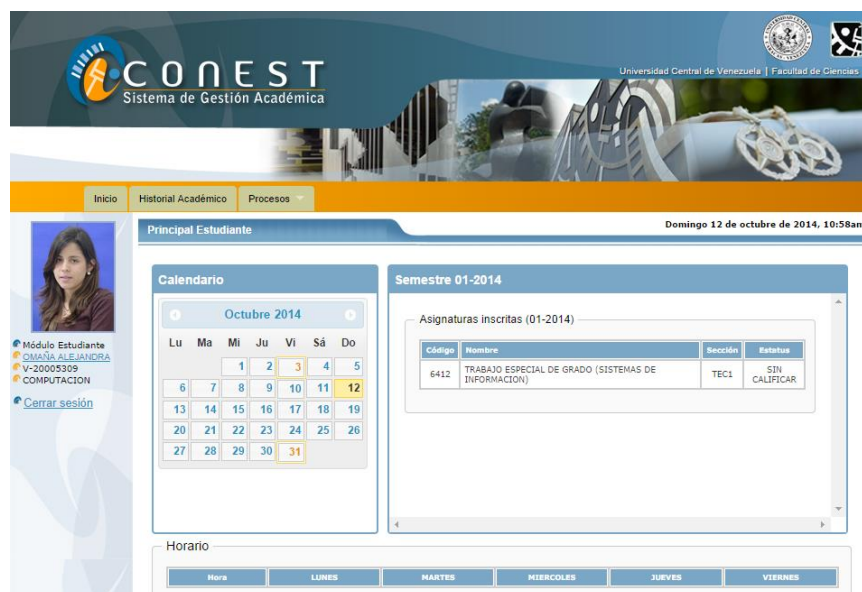 CONEST
Sistema de Gestión Académica
Universidad Central de Venezuela | Facultad de Ciencias
Inicio Historial Académico Procesos
Principal Estudiante
Domingo 12 de octubre de 2014, 10:58am
Módulo Estudiante
OMAÑA ALEJANDRA
V-20005309
COMPUTACION
Cerrar sesión
Calendario
Octubre 2014
Lu Ma Mi Ju Vi Sá Do
1 2 3 4 5
6 7 8 9 10 11 12
13 14 15 16 17 18 19
20 21 22 23 24 25 26
27 28 29 30 31
Semestre 01-2014
Asignaturas inscritas (01-2014)
Código Nombre Sección Estatus
6412 TRABAJO ESPECIAL DE GRADO (SISTEMAS DE INFORMACION) TEC1 SIN CALIFICAR
Horario
Hora LUNES MARTES MIERCOLES JUEVES VIERNES